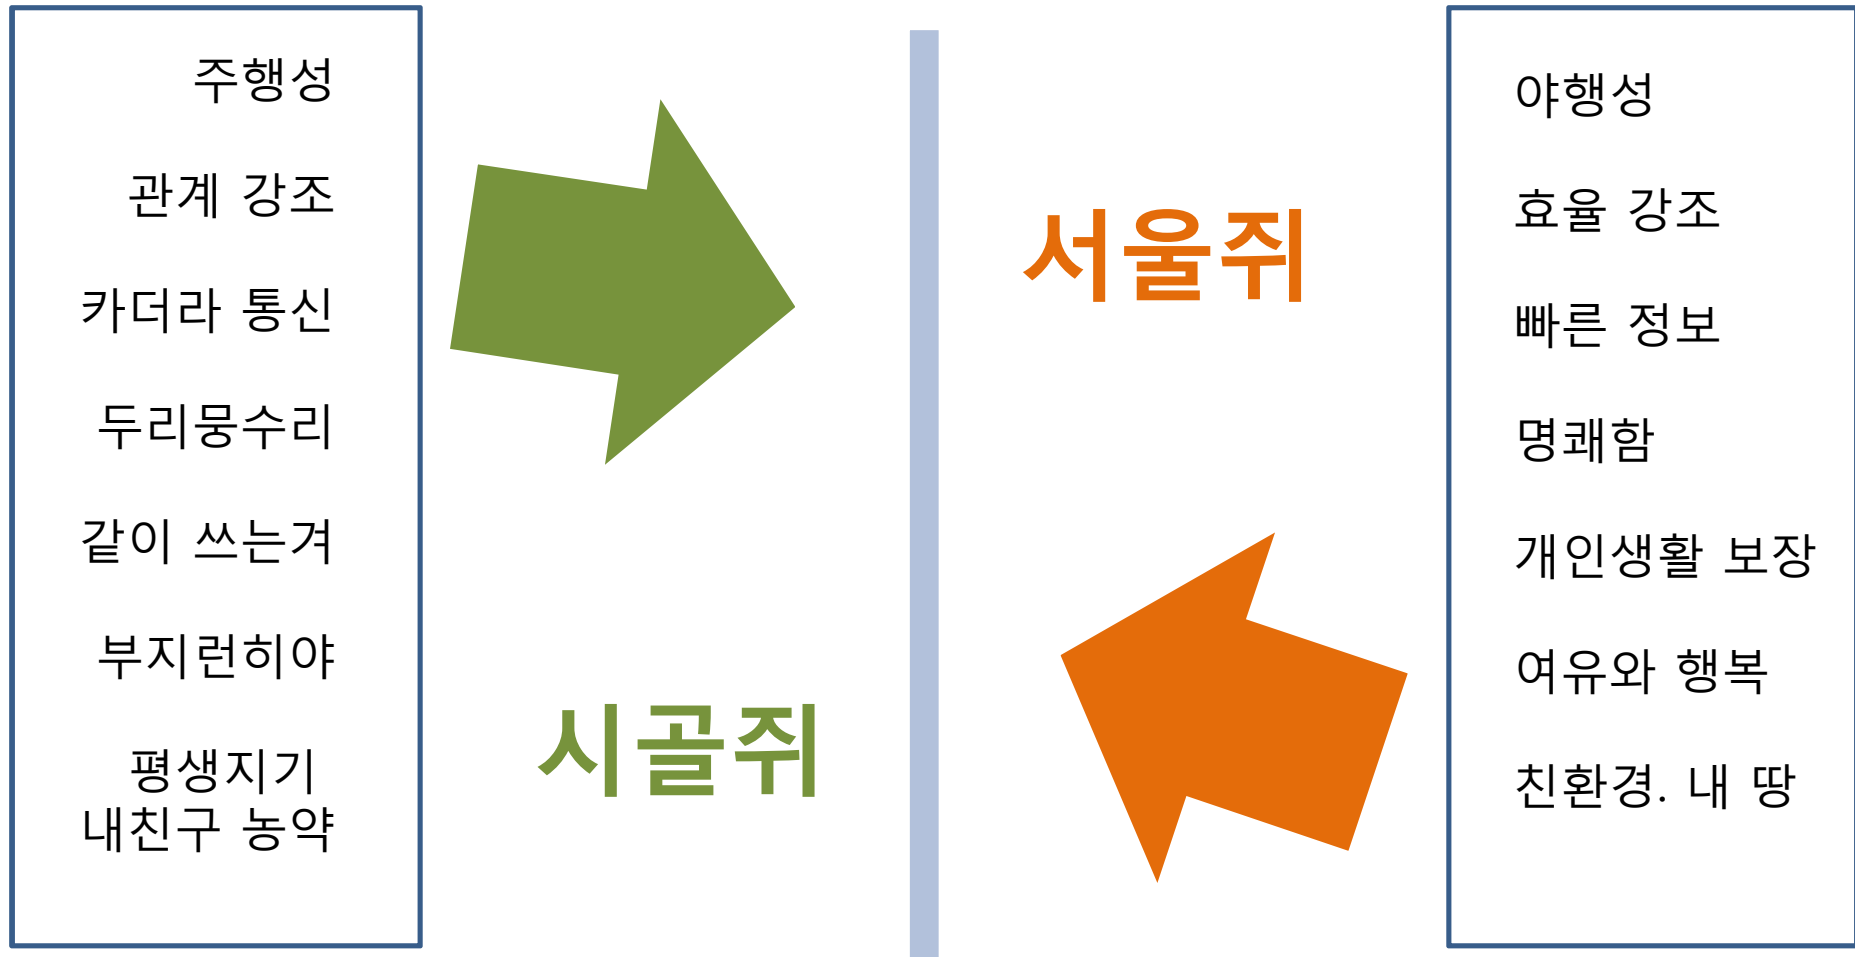 주행성
관계 강조
카더라 통신
두리뭉수리
같이 쓰는겨
부지런히야
평생지기
내친구 농약
시골쥐
서울쥐
야행성
효율 강조
빠른 정보
명쾌함
개인생활 보장
여유와 행복
친환경. 내 땅